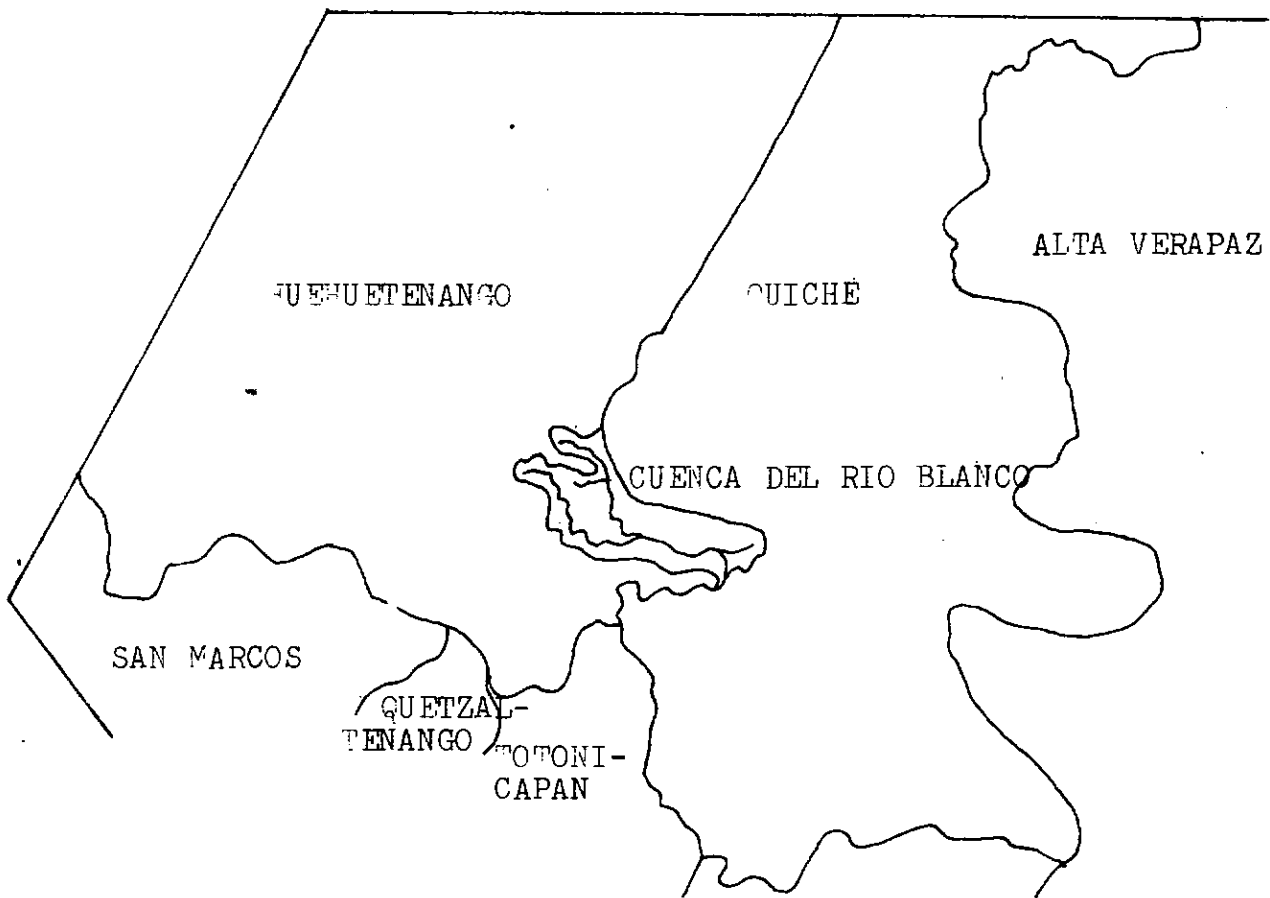 HUEHUETENANGO
QUICHÉ
ALTA VERAPAZ
CUENCA DEL RIO BLANCO
SAN MARCOS
QUETZAL-
TENANGO
TOTONI-
CAPAN